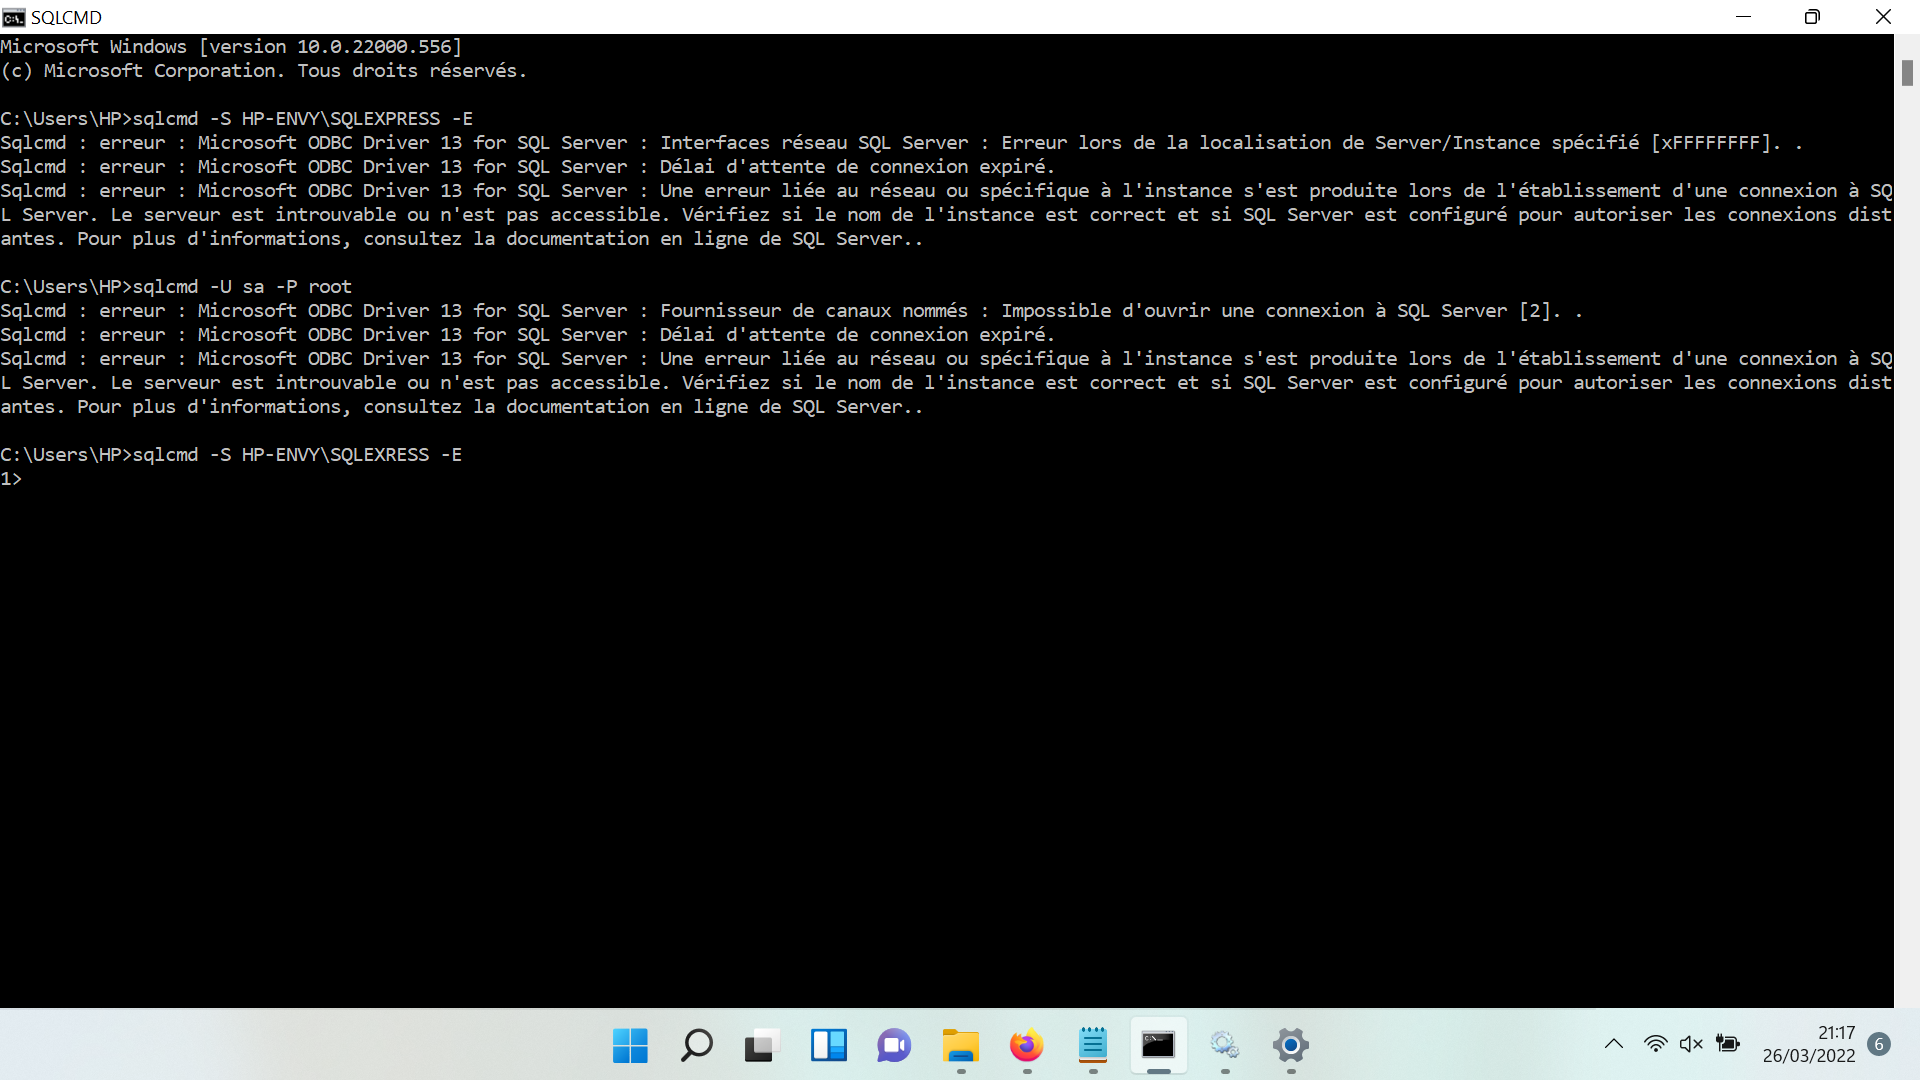 SQLCMD
Microsoft Windows [version 10.0.22000.556]
(c) Microsoft Corporation. Tous droits réservés.
C:\Users\HP>sqlcmd -S HP-ENVY\SQLEXPRESS -E
Sqlcmd : erreur : Microsoft ODBC Driver 13 for SQL Server : Interfaces réseau SQL Server : Erreur lors de la localisation de Server/Instance spécifié [xFFFFFFFF]. .
Sqlcmd : erreur : Microsoft ODBC Driver 13 for SQL Server : Délai d'attente de connexion expiré.
Sqlcmd : erreur : Microsoft ODBC Driver 13 for SQL Server : Une erreur liée au réseau ou spécifique à l'instance s'est produite lors de l'établissement d'une connexion à SQ
L Server. Le serveur est introuvable ou n'est pas accessible. Vérifiez si le nom de l'instance est correct et si SQL Server est configuré pour autoriser les connexions dist
antes. Pour plus d'informations, consultez la documentation en ligne de SQL Server..
C:\Users\HP>sqlcmd -U sa -P root
Sqlcmd : erreur : Microsoft ODBC Driver 13 for SQL Server : Fournisseur de canaux nommés : Impossible d'ouvrir une connexion à SQL Server [2]. .
Sqlcmd : erreur : Microsoft ODBC Driver 13 for SQL Server : Délai d'attente de connexion expiré.
Sqlcmd : erreur : Microsoft ODBC Driver 13 for SQL Server : Une erreur liée au réseau ou spécifique à l'instance s'est produite lors de l'établissement d'une connexion à SQ
L Server. Le serveur est introuvable ou n'est pas accessible. Vérifiez si le nom de l'instance est correct et si SQL Server est configuré pour autoriser les connexions dist
antes. Pour plus d'informations, consultez la documentation en ligne de SQL Server..
C:\Users\HP>sqlcmd -S HP-ENVY\SQLEXRESS -E
1>
21:17
26/03/2022
6